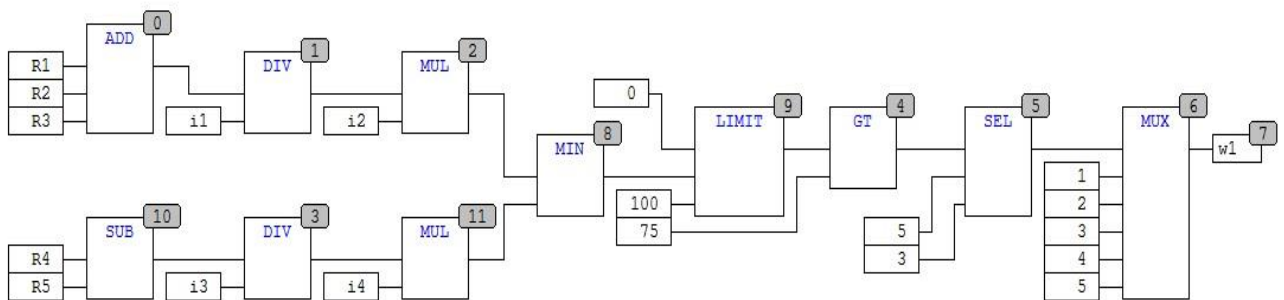 ADD 0
R1
R2
R3
DIV 1
i1
MUL 2
i2
MIN 8
0
LIMIT 9
100
75
GT 4
SEL 5
5
3
MUX 6
1
2
3
4
5
w1 7
SUB 10
R4
R5
DIV 3
i3
MUL 11
i4